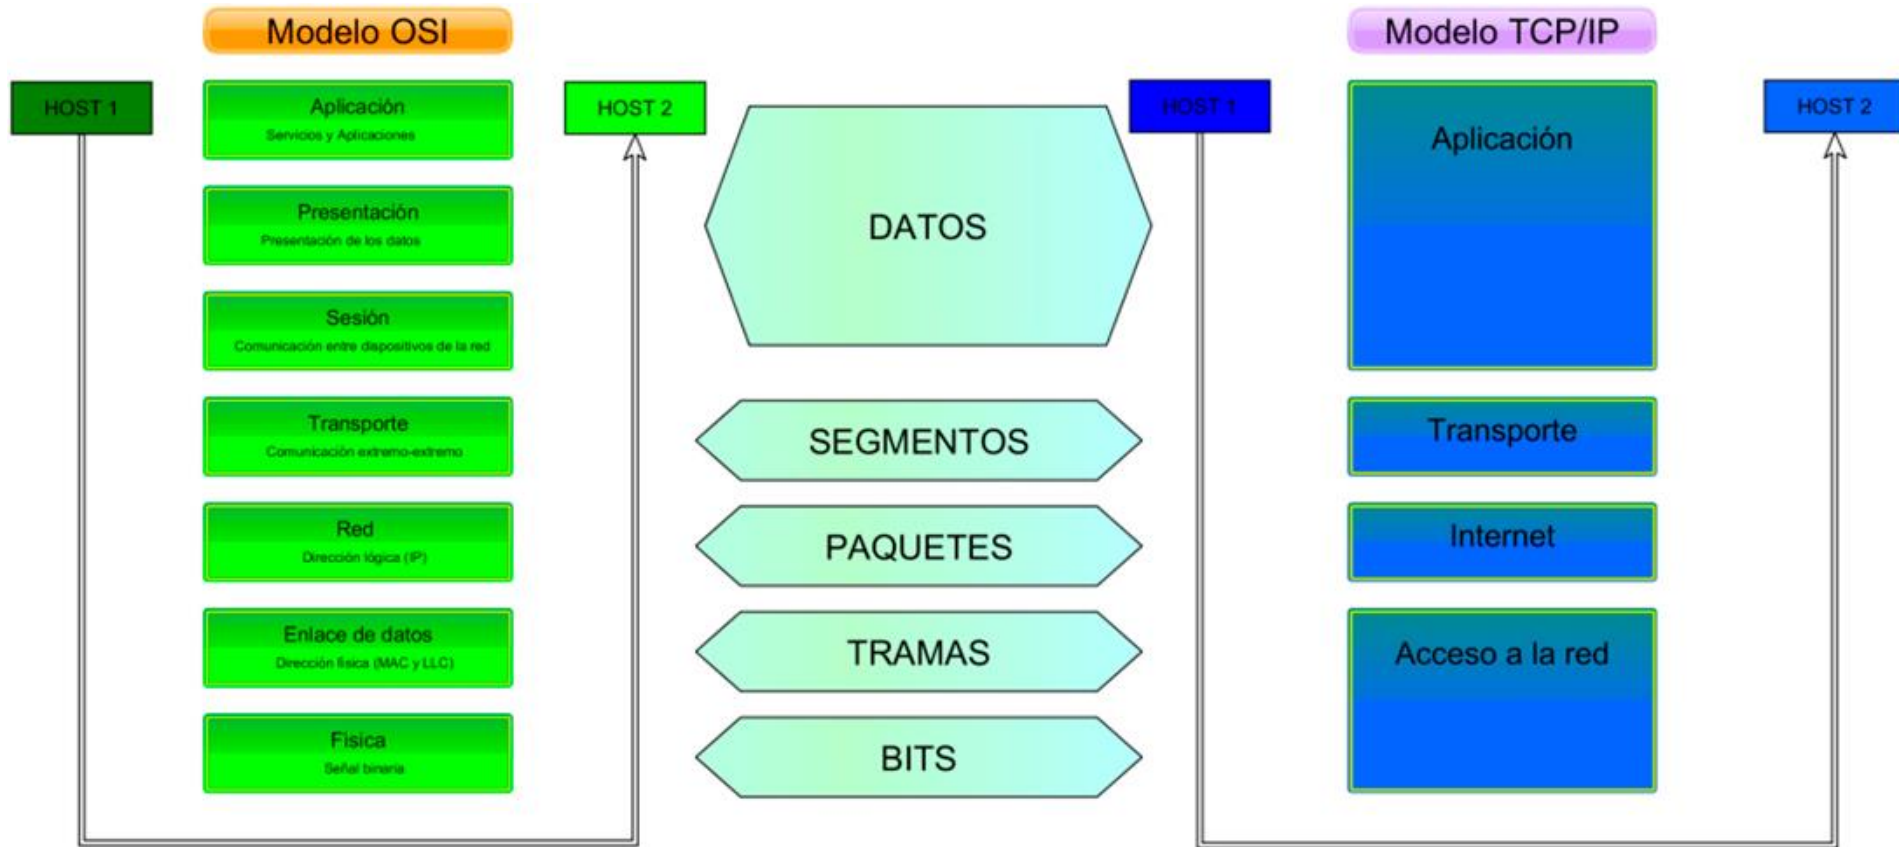 Modelo OSI
HOST 1
Aplicación
Servicios y Aplicaciones
Presentación
Presentación de los datos
Sesión
Comunicación entre dispositivos de la red
Transporte
Comunicación extremo-extremo
Red
Dirección lógica (IP)
Enlace de datos
Dirección física (MAC y LLC)
Física
Señal binaria
HOST 2
DATOS
SEGMENTOS
PAQUETES
TRAMAS
BITS
Modelo TCP/IP
HOST 1
Aplicación
Transporte
Internet
Acceso a la red
HOST 2